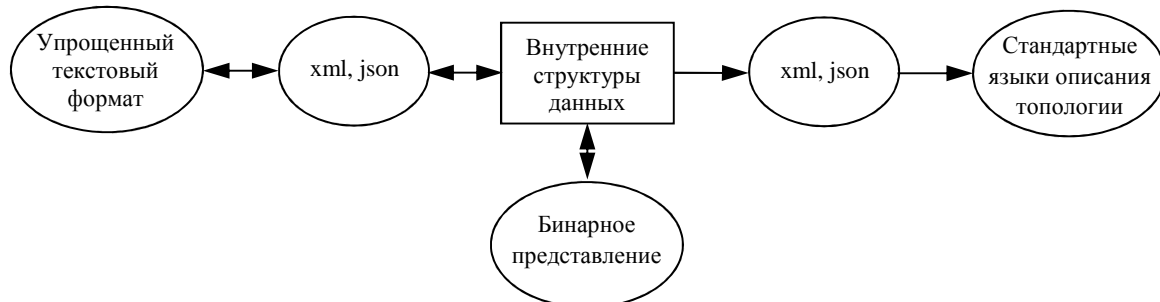 Упрощенный
текстовый
формат
xml, json
Внутренние
структуры
данных
xml, json
Стандартные
языки описания
топологии
Бинарное
представление